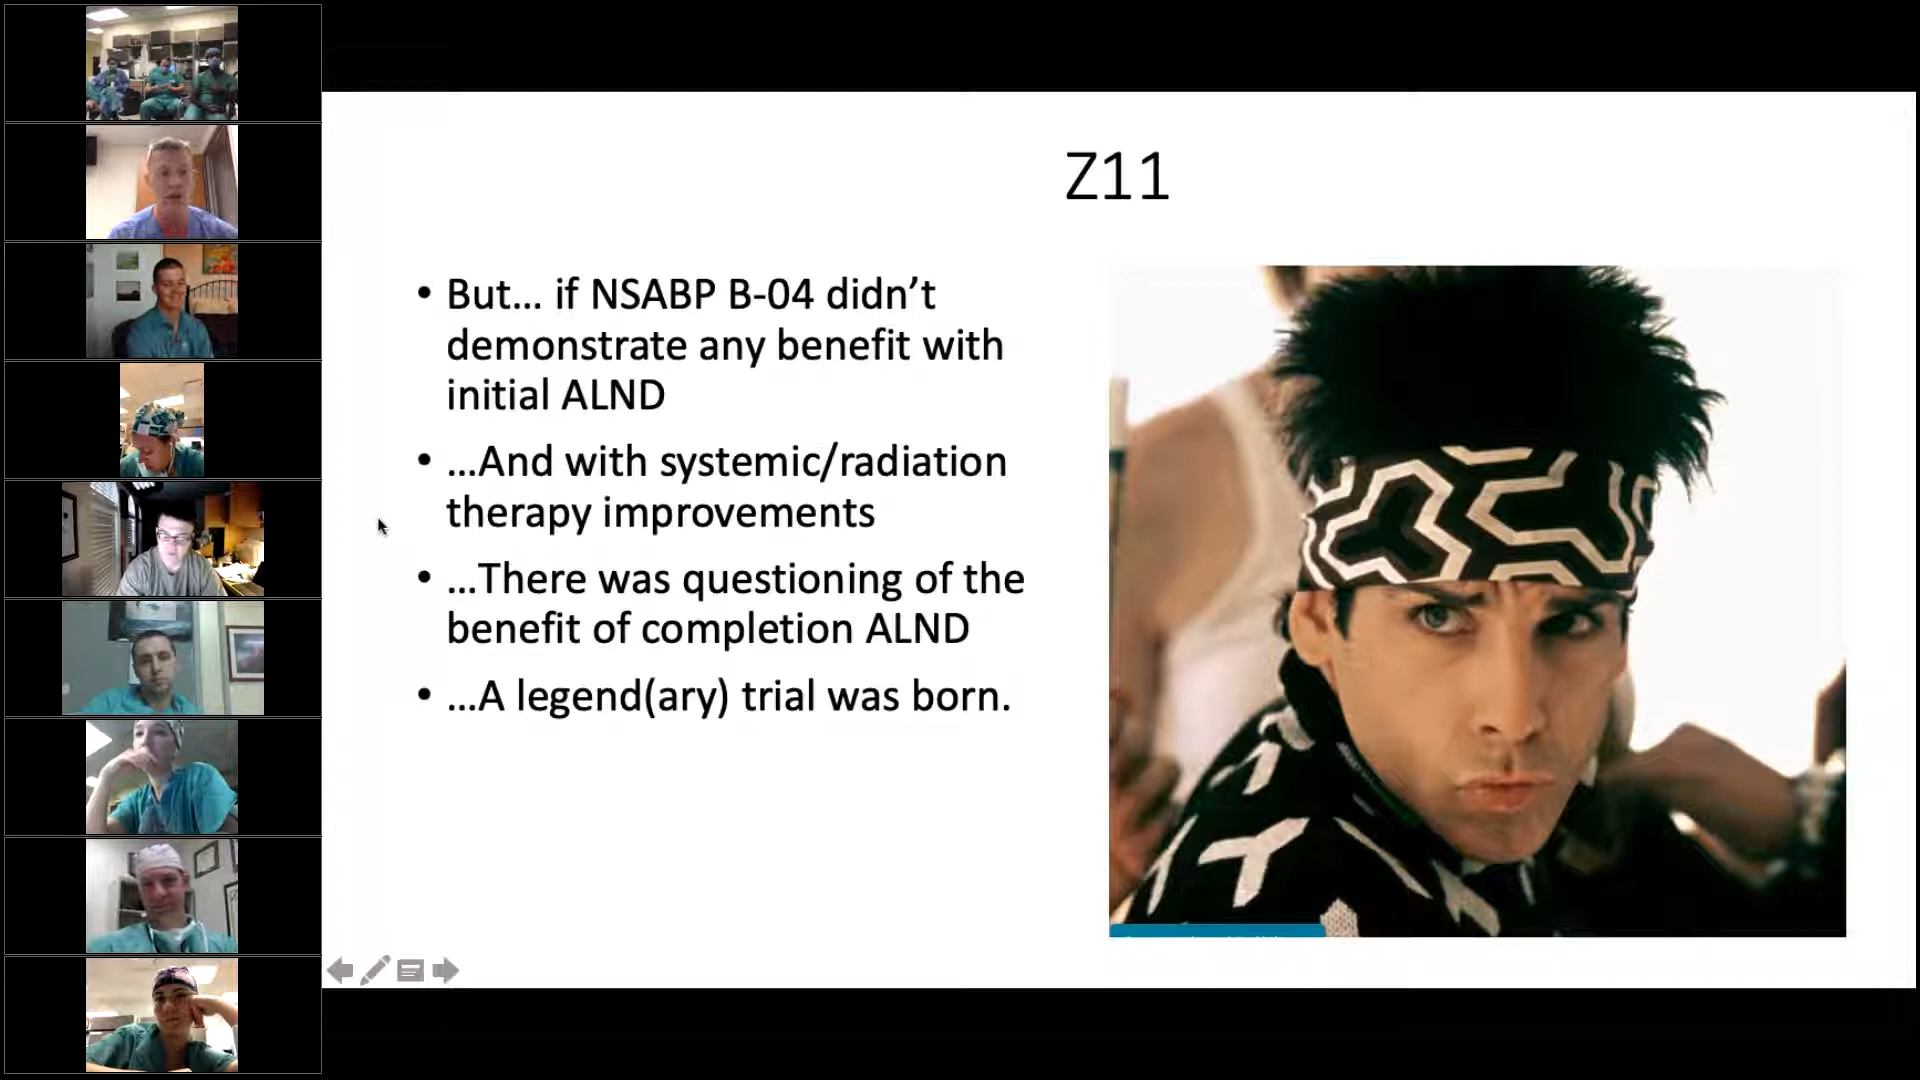 Z11
• But... if NSABP B-04 didn’t
demonstrate any benefit with
initial ALND
• ...And with systemic/radiation
therapy improvements
• ...There was questioning of the
benefit of completion ALND
• ...A legend(ary) trial was born.